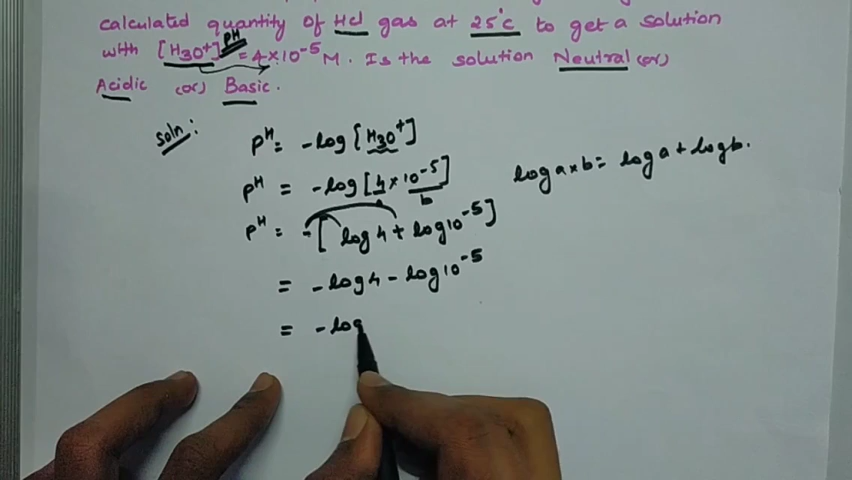 calculated quantity of Hcl gas at 25°c to get a solution
with [H3O+] = 4×10⁻⁵ M. Is the solution Neutral (or)
pH
Acidic (or) Basic.
soln:
pH = -log[H3O+]
pH = -log[4×10⁻⁵]
a b
log a×b = log a + log b.
pH = -[log 4 + log 10⁻⁵]
= -log 4 - log 10⁻⁵
= -log